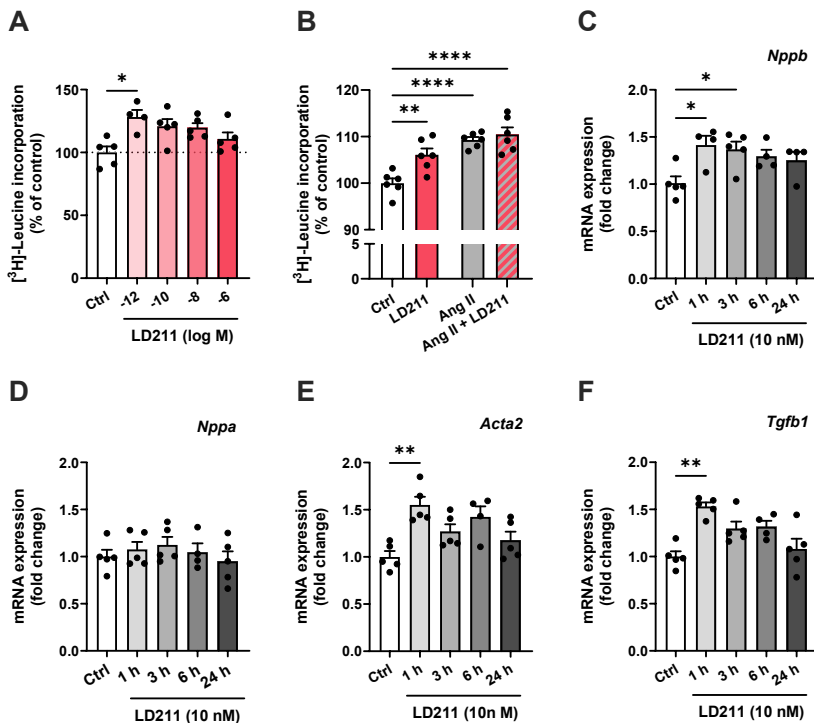 A
[³H]-Leucine incorporation
(% of control)
150
100
50
0
*
Ctrl
-12
-10
-8
-6
LD211 (log M)
B
[³H]-Leucine incorporation
(% of control)
120
110
100
90
5
0
****
****
**
Ctrl
LD211
Ang II
Ang II + LD211
C
Nppb
mRNA expression
(fold change)
2.0
1.5
1.0
0.5
0.0
*
*
Ctrl
1 h
3 h
6 h
24 h
LD211 (10 nM)
D
Nppa
mRNA expression
(fold change)
2.0
1.5
1.0
0.5
0.0
Ctrl
1 h
3 h
6 h
24 h
LD211 (10 nM)
E
Acta2
mRNA expression
(fold change)
2.0
1.5
1.0
0.5
0.0
**
Ctrl
1 h
3 h
6 h
24 h
LD211 (10n M)
F
Tgfb1
mRNA expression
(fold change)
2.0
1.5
1.0
0.5
0.0
**
Ctrl
1 h
3 h
6 h
24 h
LD211 (10 nM)